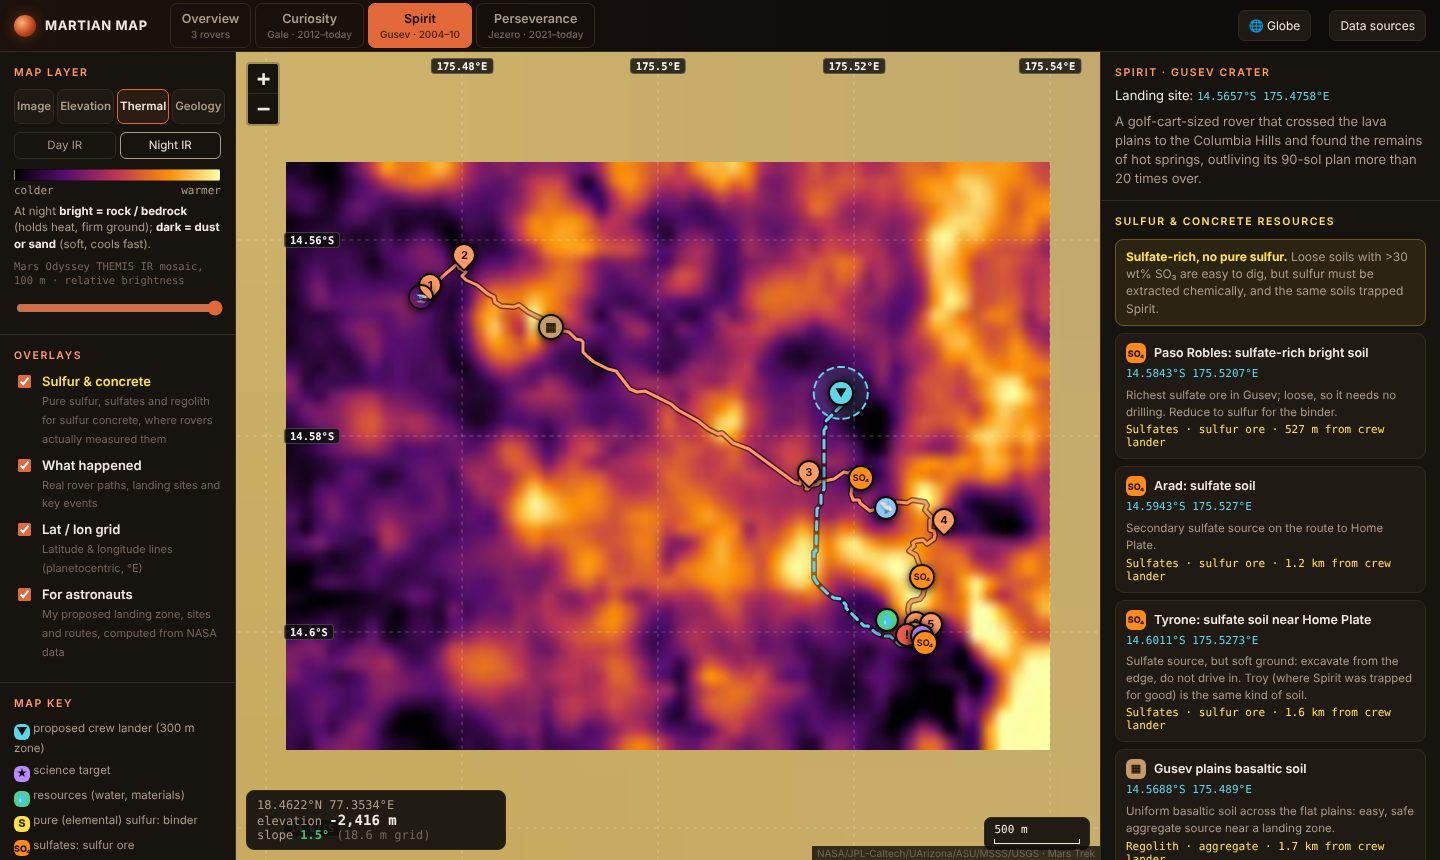 MARTIAN MAP
Overview
3 rovers
Curiosity
Gale · 2012–today
Spirit
Gusev · 2004–10
Perseverance
Jezero · 2021–today
🌐 Globe
Data sources
MAP LAYER
Image
Elevation
Thermal
Geology
Day IR
Night IR
colder
warmer
At night bright = rock / bedrock
(holds heat, firm ground); dark = dust
or sand (soft, cools fast).
Mars Odyssey THEMIS IR mosaic,
100 m · relative brightness
OVERLAYS
Sulfur & concrete
Pure sulfur, sulfates and regolith
for sulfur concrete, where rovers
actually measured them
What happened
Real rover paths, landing sites and
key events
Lat / lon grid
Latitude & longitude lines
(planetocentric, °E)
For astronauts
My proposed landing zone, sites
and routes, computed from NASA
data
MAP KEY
proposed crew lander (300 m
zone)
science target
resources (water, materials)
S pure (elemental) sulfur: binder
SO₄ sulfates: sulfur ore
+
−
175.48°E
175.5°E
175.52°E
175.54°E
14.56°S
14.58°S
14.6°S
1
2
3
SO₄
4
SO₄
5
!
SO₄
18.4622°N 77.3534°E
elevation -2,416 m
slope 1.5° (18.6 m grid)
500 m
NASA/JPL-Caltech/UArizona/ASU/MSSS/USGS · Mars Trek
SPIRIT · GUSEV CRATER
Landing site: 14.5657°S 175.4758°E
A golf-cart-sized rover that crossed the lava
plains to the Columbia Hills and found the remains
of hot springs, outliving its 90-sol plan more than
20 times over.
SULFUR & CONCRETE RESOURCES
Sulfate-rich, no pure sulfur. Loose soils with >30
wt% SO₃ are easy to dig, but sulfur must be
extracted chemically, and the same soils trapped
Spirit.
SO₄ Paso Robles: sulfate-rich bright soil
14.5843°S 175.5207°E
Richest sulfate ore in Gusev; loose, so it needs no
drilling. Reduce to sulfur for the binder.
Sulfates · sulfur ore · 527 m from crew
lander
SO₄ Arad: sulfate soil
14.5943°S 175.527°E
Secondary sulfate source on the route to Home
Plate.
Sulfates · sulfur ore · 1.2 km from crew
lander
SO₄ Tyrone: sulfate soil near Home Plate
14.6011°S 175.5273°E
Sulfate source, but soft ground: excavate from the
edge, do not drive in. Troy (where Spirit was trapped
for good) is the same kind of soil.
Sulfates · sulfur ore · 1.6 km from crew
lander
Gusev plains basaltic soil
14.5688°S 175.489°E
Uniform basaltic soil across the flat plains: easy, safe
aggregate source near a landing zone.
Regolith · aggregate · 1.7 km from crew
lander